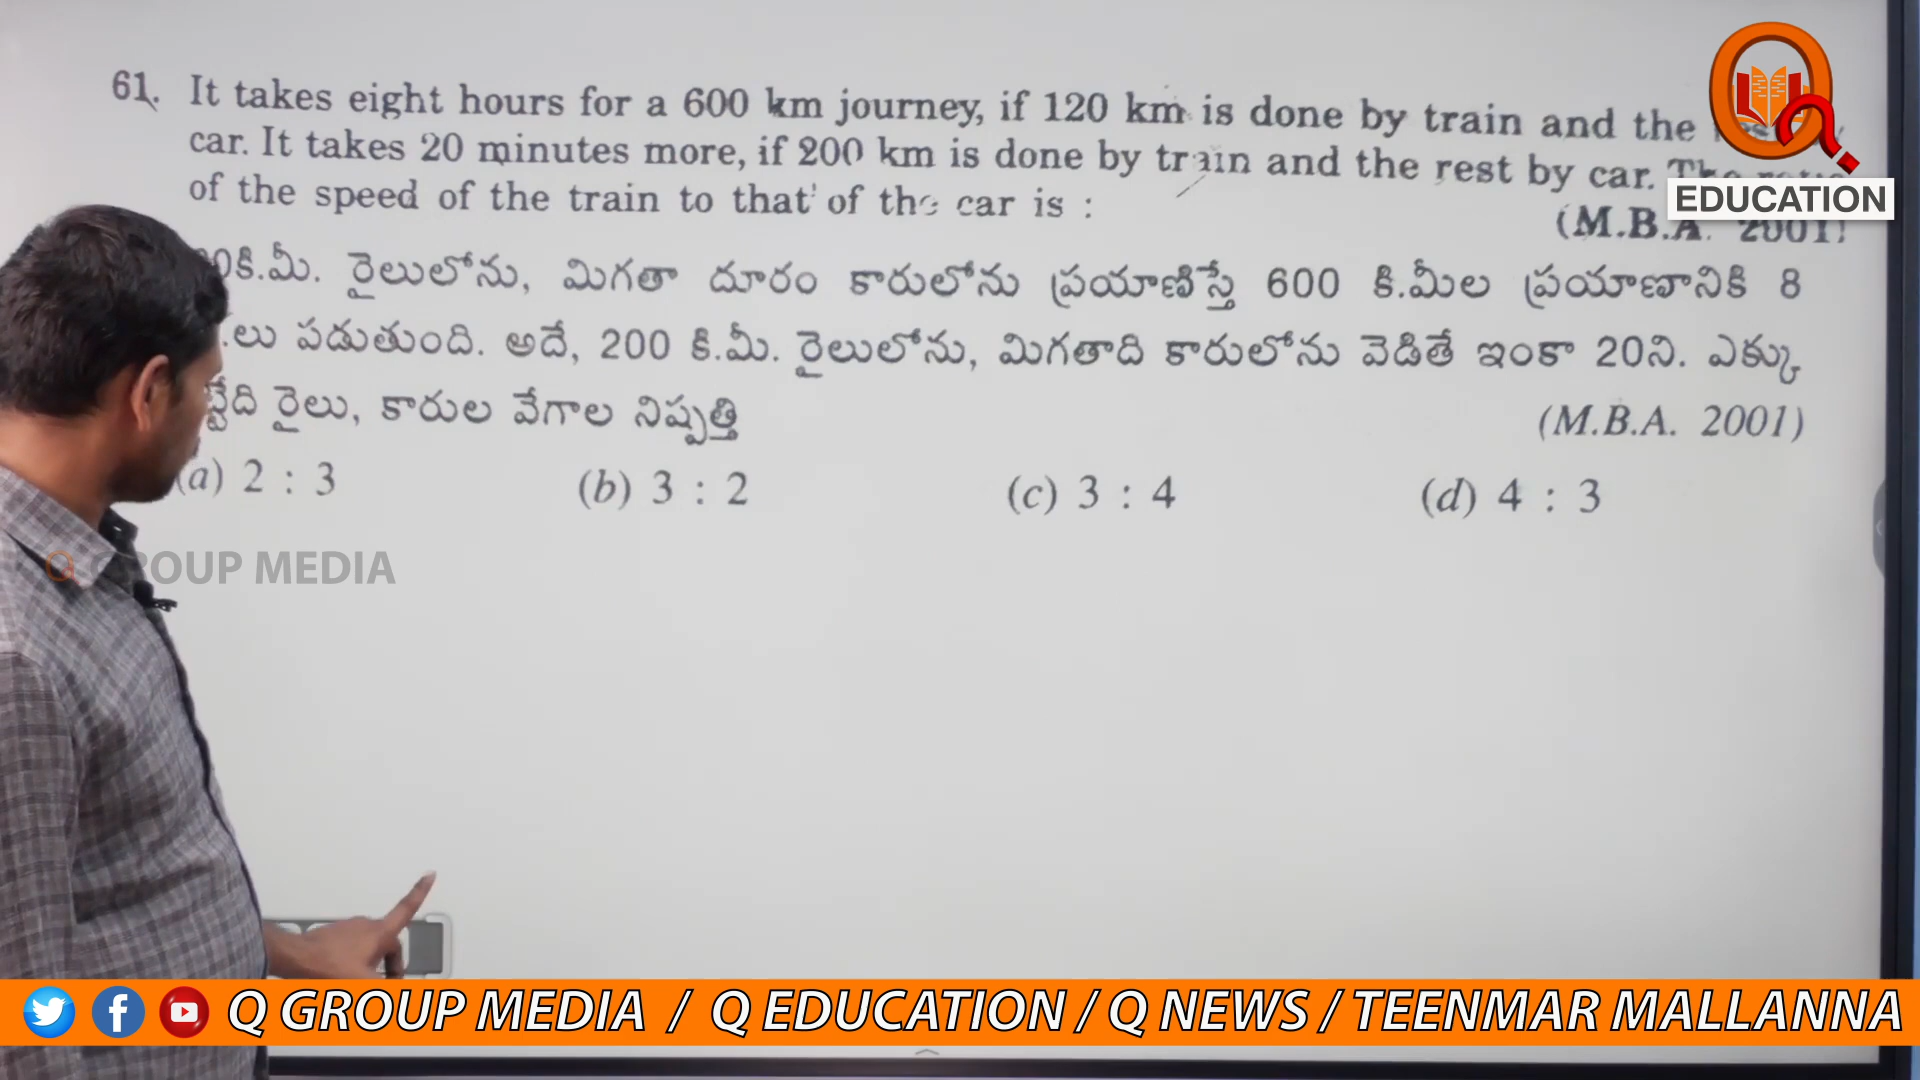 61. It takes eight hours for a 600 km journey, if 120 km is done by train and the
car. It takes 20 minutes more, if 200 km is done by train and the rest by car. The
of the speed of the train to that of the car is :
(M.B.A. 2001)
కి.మీ. రైలులోను, మిగతా దూరం కారులోను ప్రయాణిస్తే 600 కి.మీల ప్రయాణానికి 8
.లు పడుతుంది. అదే, 200 కి.మీ. రైలులోను, మిగతాది కారులోను వెడితే ఇంకా 20ని. ఎక్కు
రైలు, కారుల వేగాల నిష్పత్తి (M.B.A. 2001)
(a) 2 : 3 (b) 3 : 2 (c) 3 : 4 (d) 4 : 3
EDUCATION
Q GROUP MEDIA
Q GROUP MEDIA / Q EDUCATION / Q NEWS / TEENMAR MALLANNA